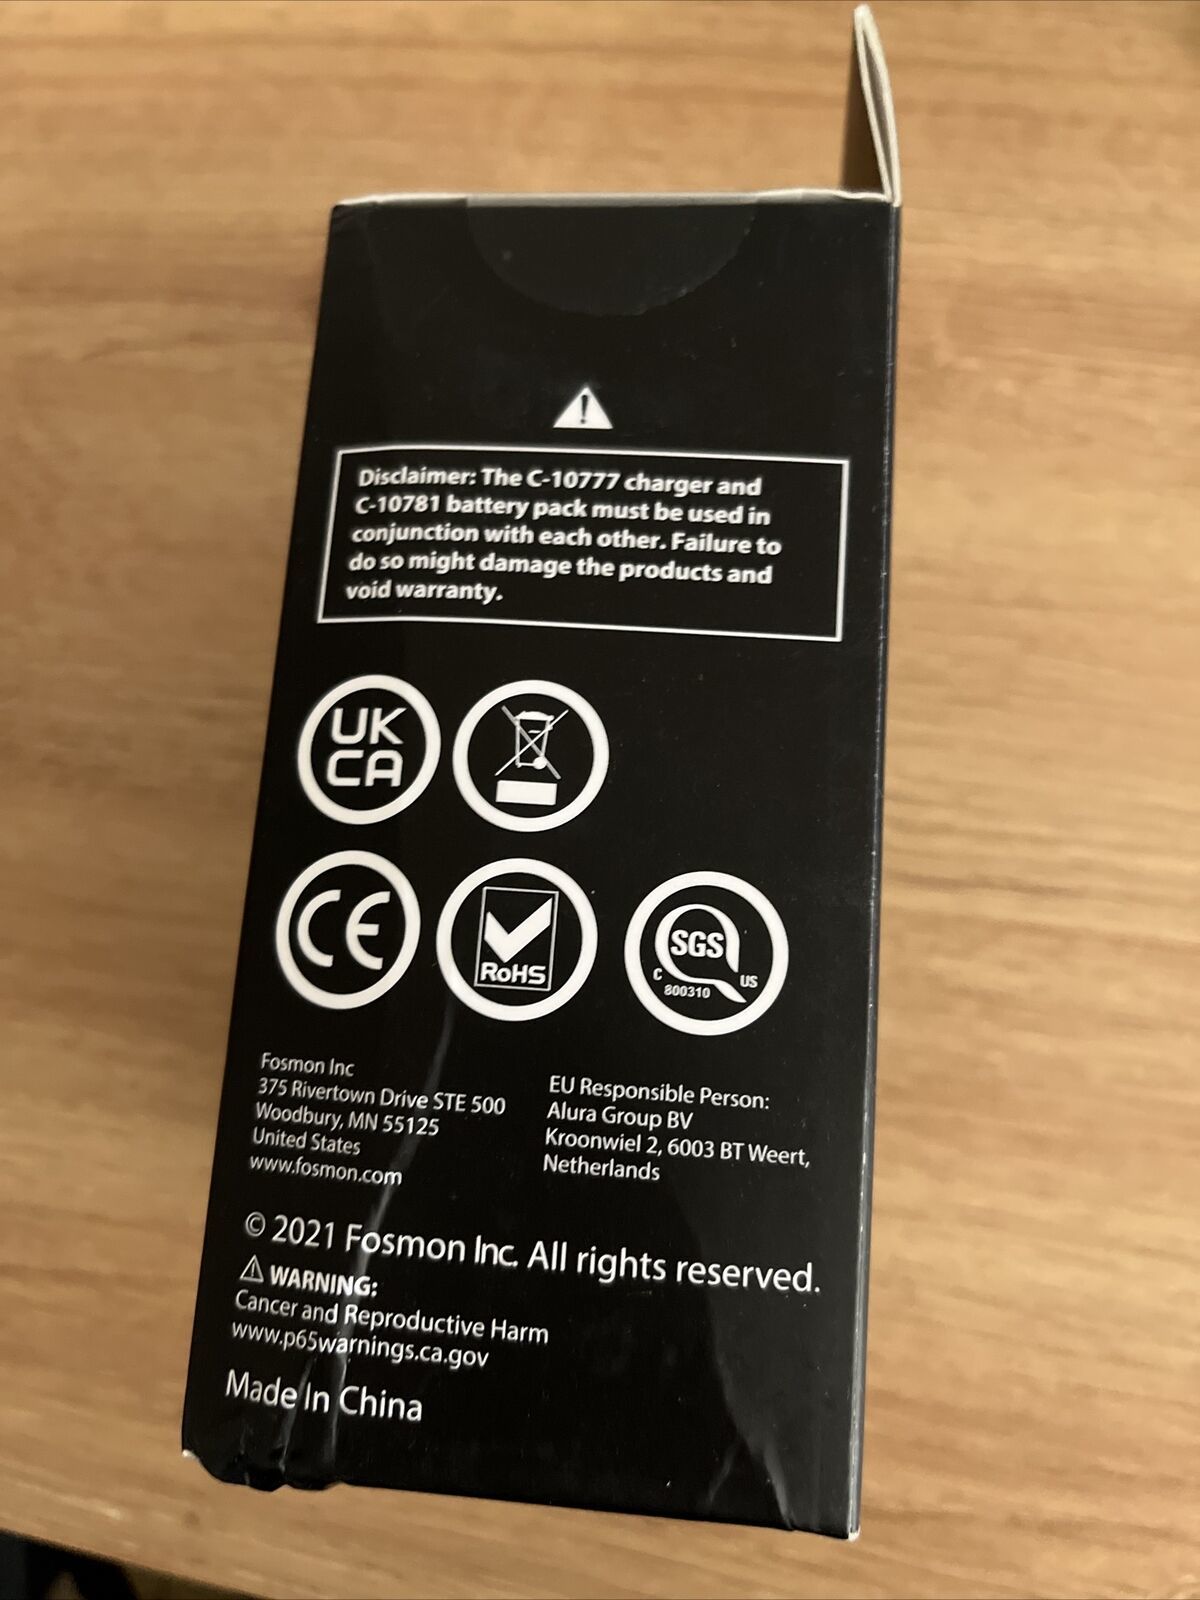 Disclaimer: The C-10777 charger and
C-10781 battery pack must be used in
conjunction with each other. Failure to
do so might damage the products and
void warranty.
UK
CA
CE
RoHS
SGS
C US
800310
Fosmon Inc
375 Rivertown Drive STE 500
Woodbury, MN 55125
United States
www.fosmon.com
EU Responsible Person:
Alura Group BV
Kroonwiel 2, 6003 BT Weert,
Netherlands
© 2021 Fosmon Inc. All rights reserved.
⚠ WARNING:
Cancer and Reproductive Harm
www.p65warnings.ca.gov
Made In China